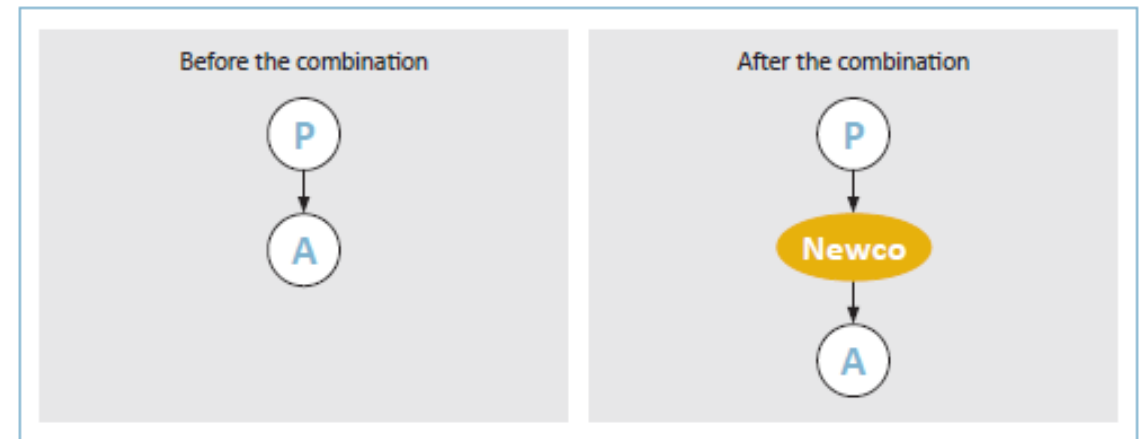 Before the combination
P
A
After the combination
P
Newco
A